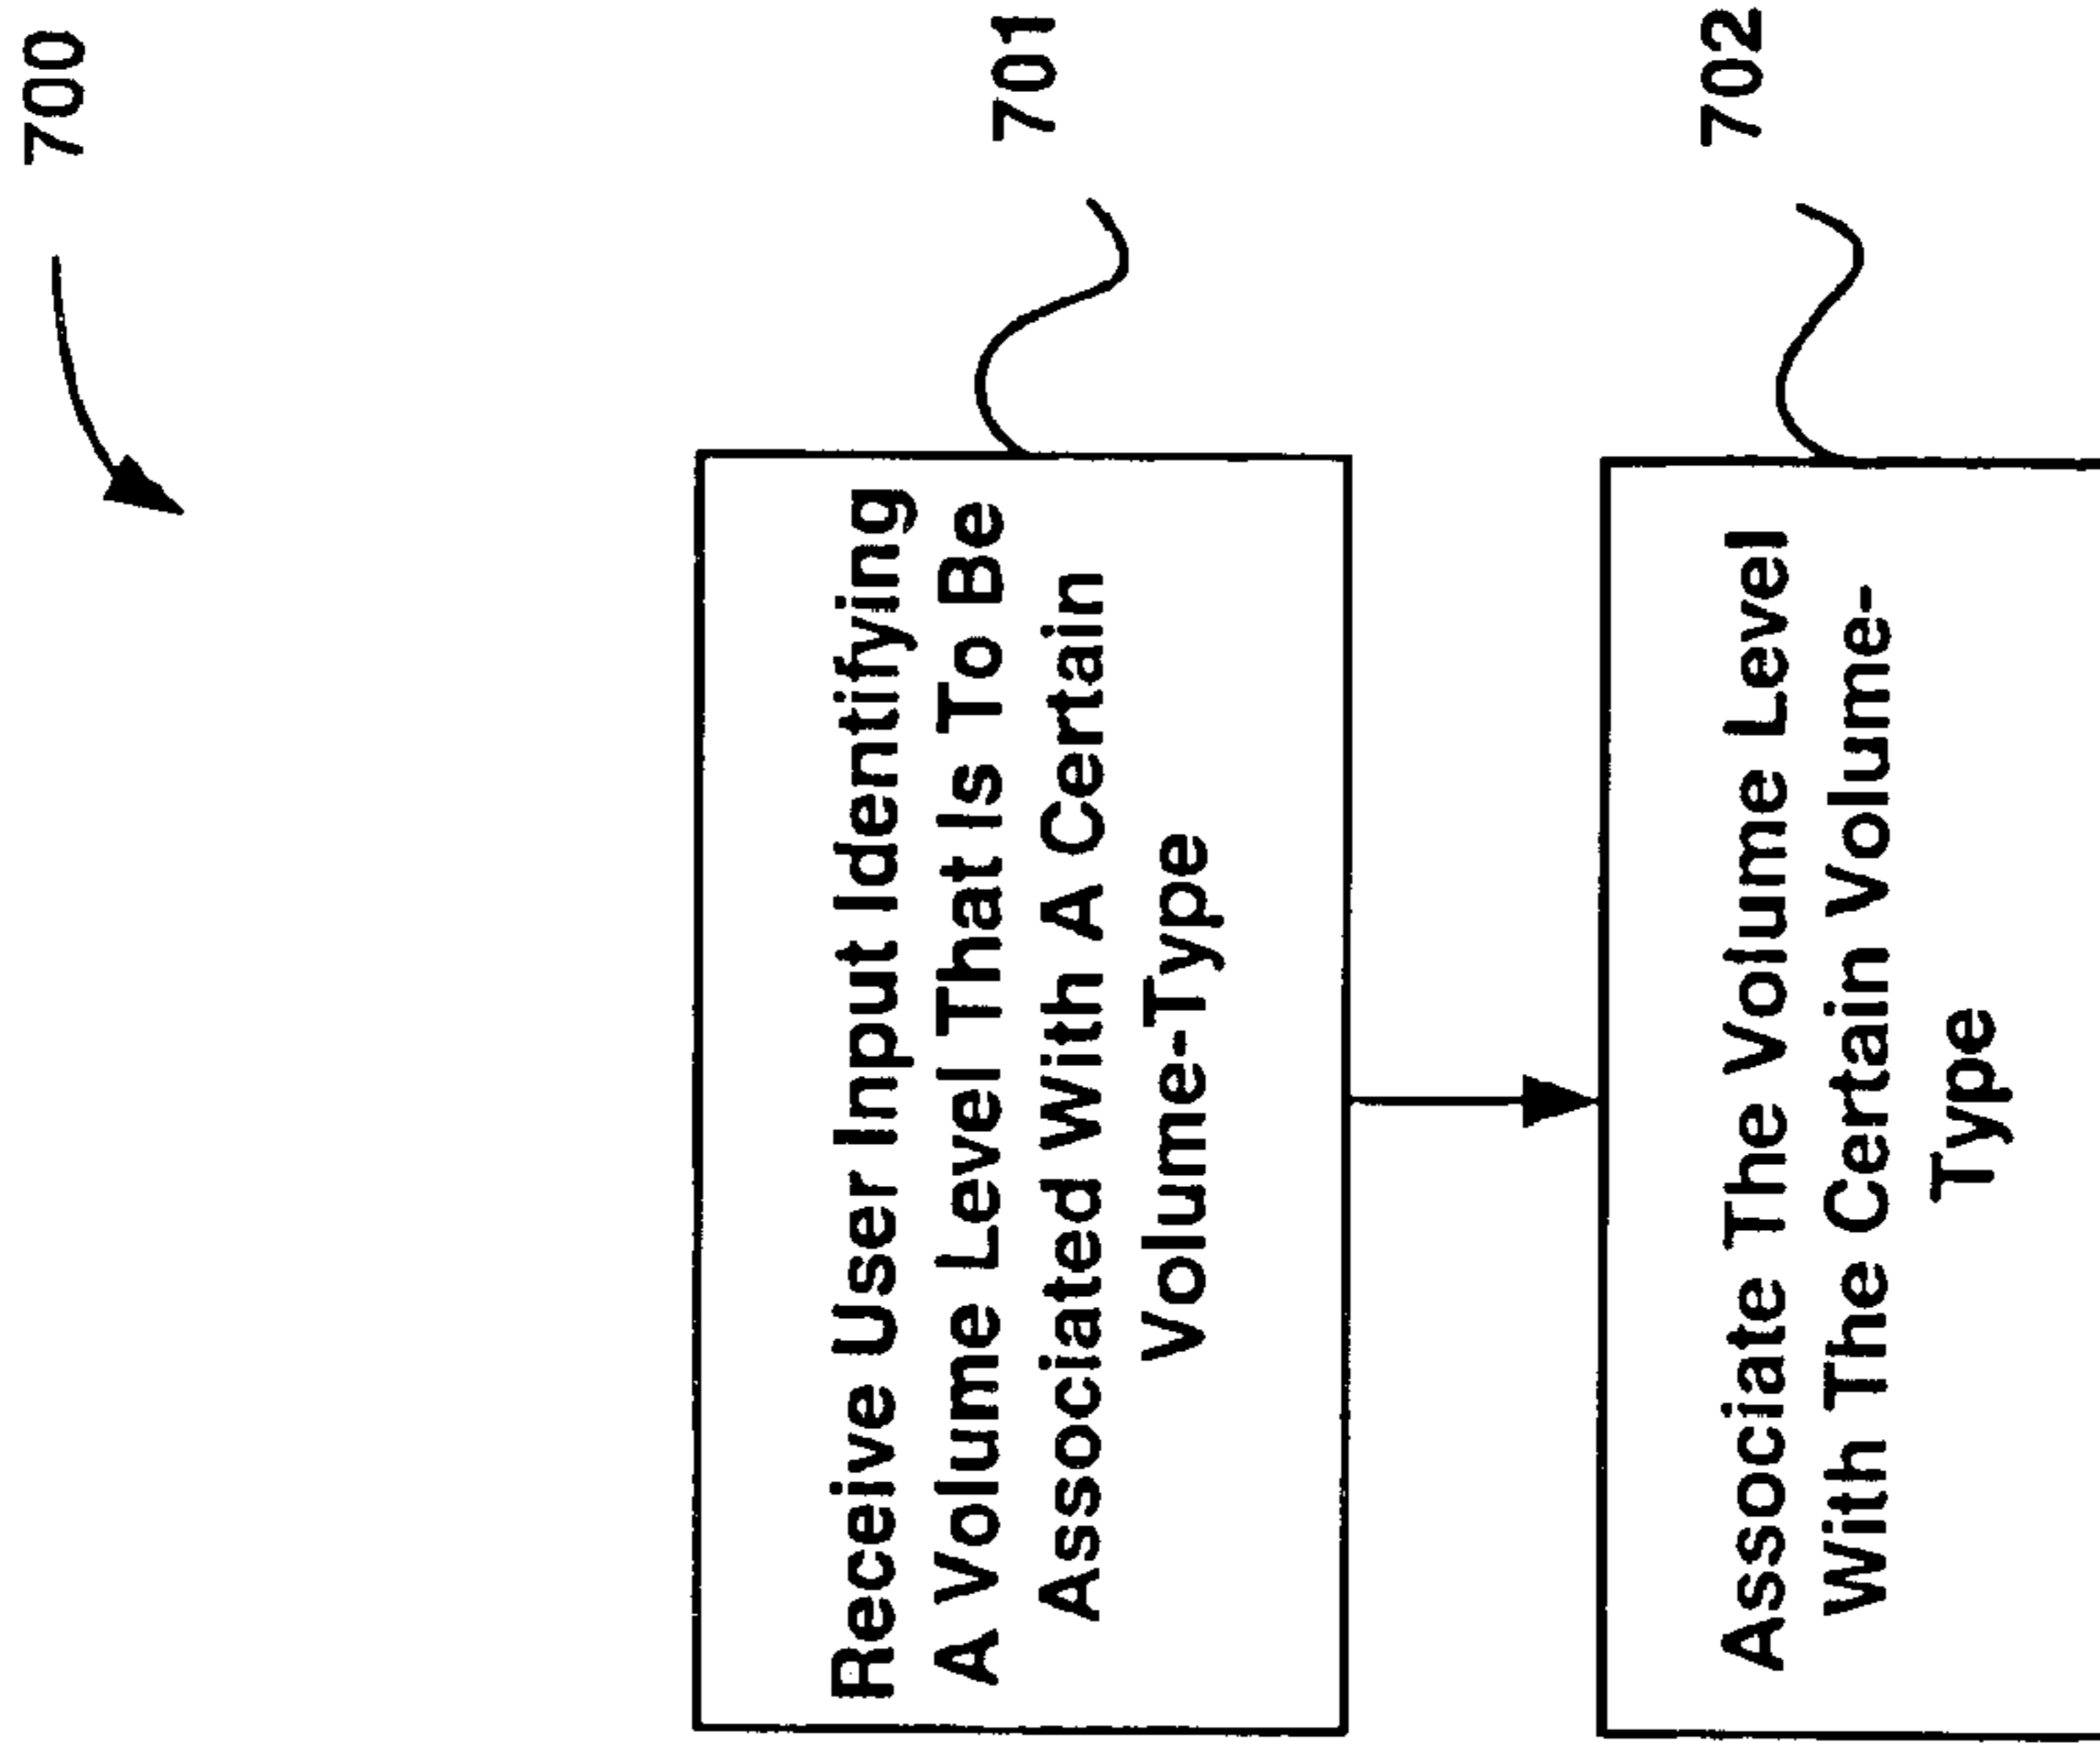 700
701
Receive User Input Identifying
A Volume Level That Is To Be
Associated With A Certain
Volume-Type
702
Associate The Volume Level
With The Certain Volume-
Type